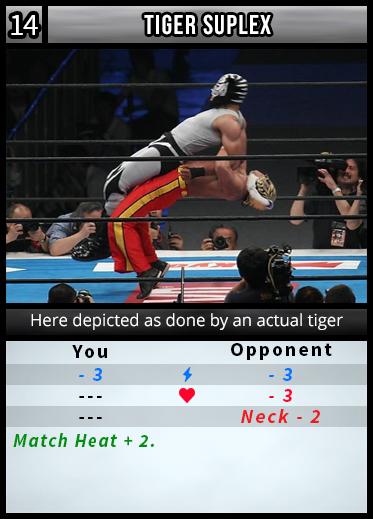 14 TIGER SUPLEX
Here depicted as done by an actual tiger
You Opponent
- 3 - 3
--- - 3
--- Neck - 2
Match Heat + 2.